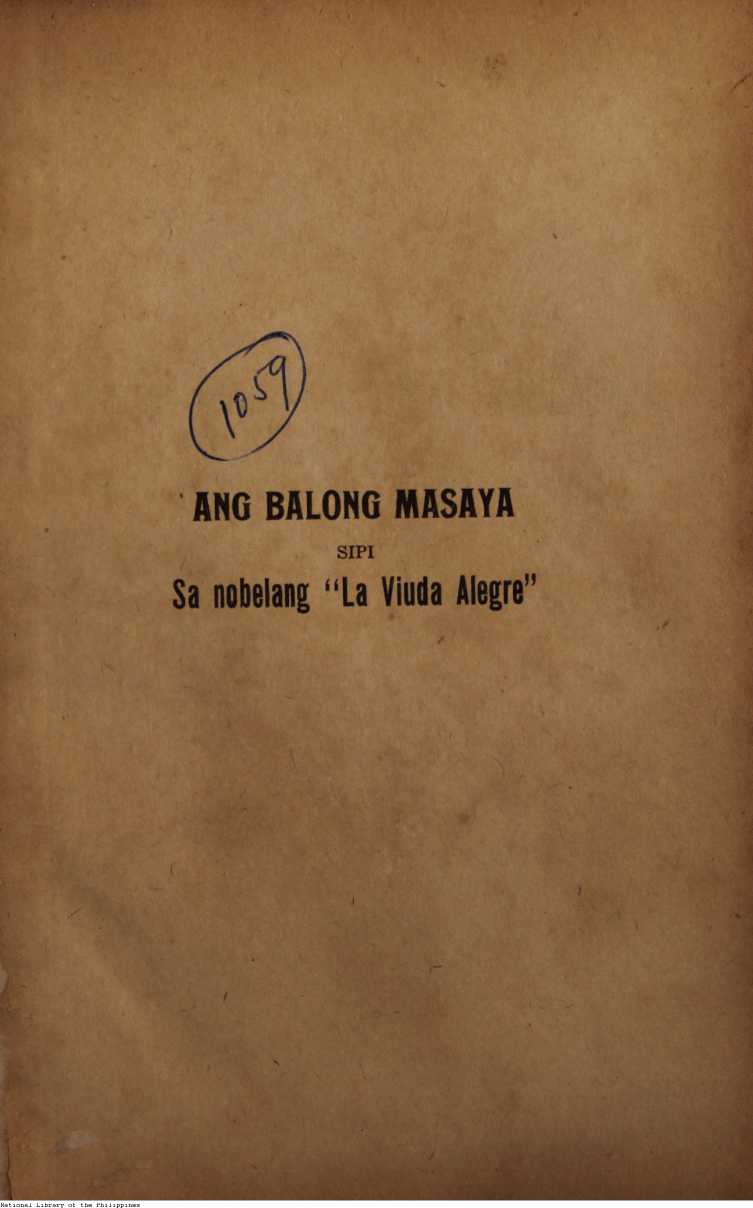 1059
ANG BALONG MASAYA
SIPI
Sa nobelang “La Viuda Alegre”
National Library of the Philippines